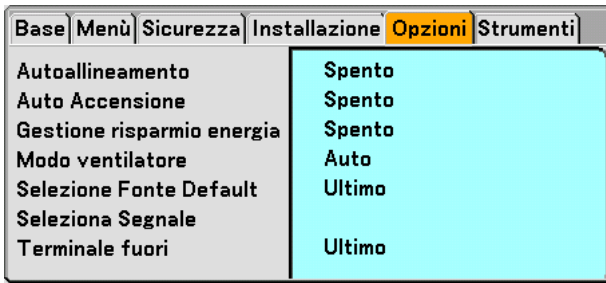 Base Menù Sicurezza Installazione Opzioni Strumenti
Autoallineamento Spento
Auto Accensione Spento
Gestione risparmio energia Spento
Modo ventilatore Auto
Selezione Fonte Default Ultimo
Seleziona Segnale
Terminale fuori Ultimo